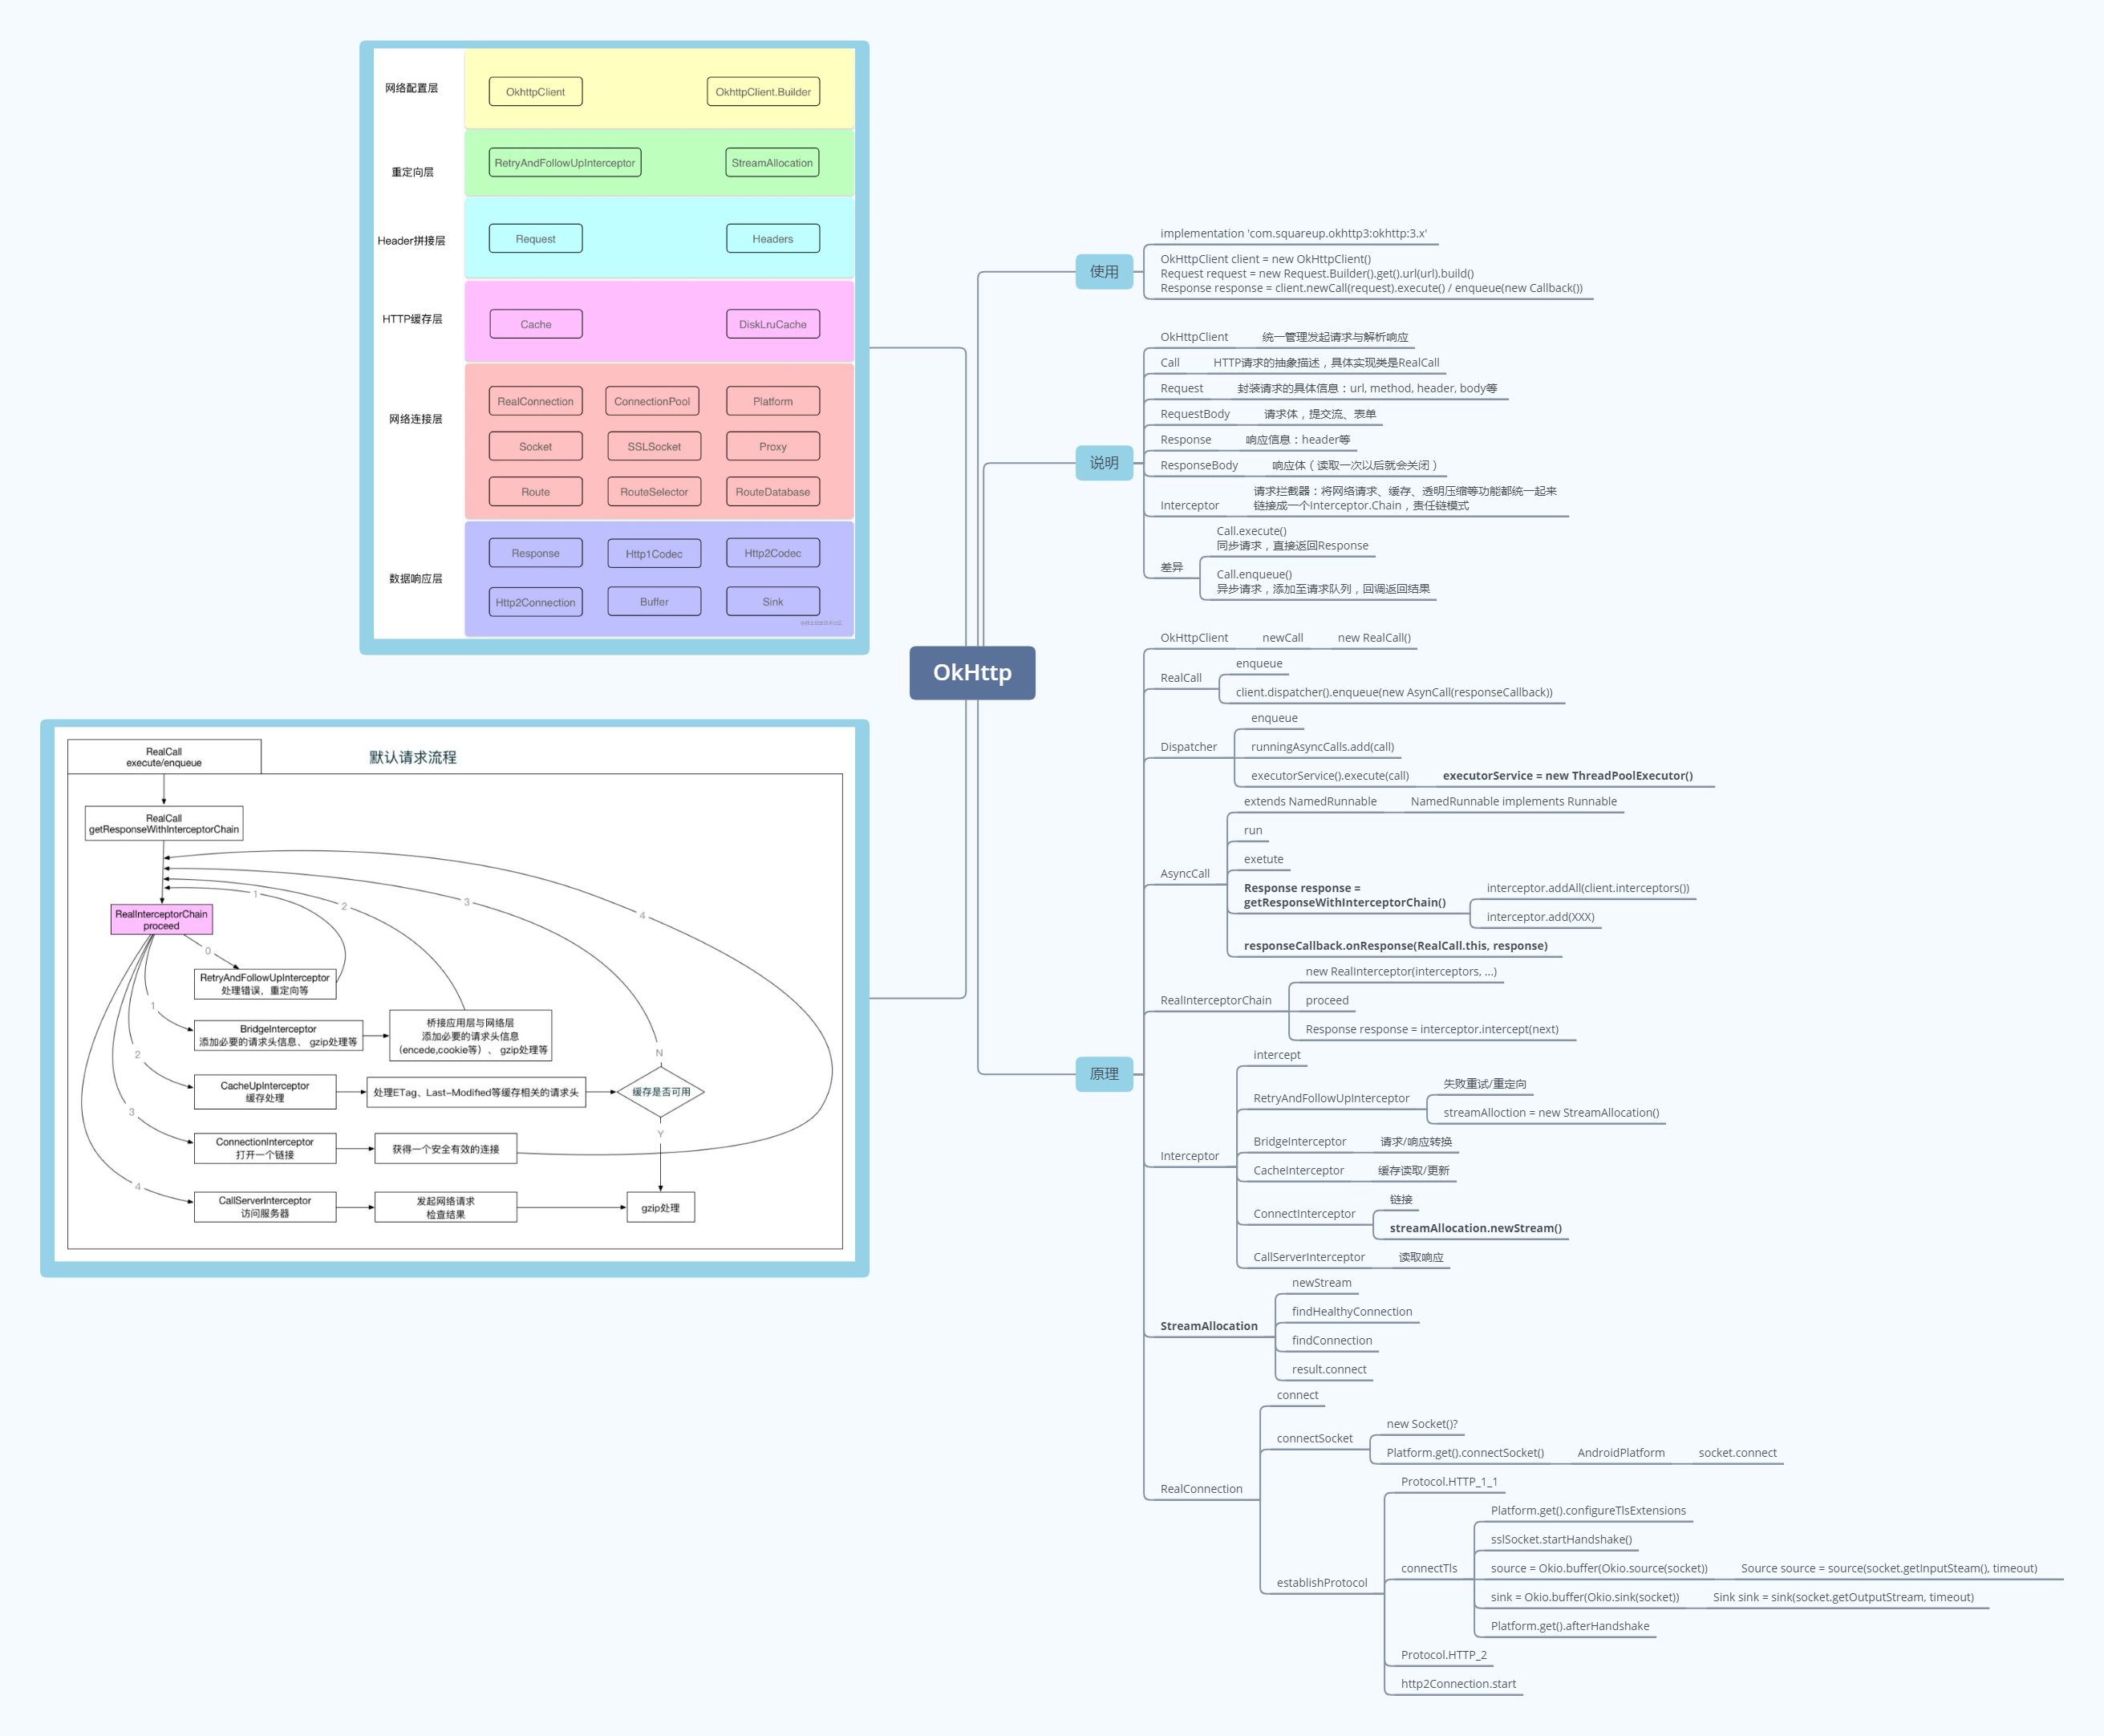 网络配置层
OkhttpClient
OkhttpClient.Builder
重定向层
RetryAndFollowUpInterceptor
StreamAllocation
Header拼接层
Request
Headers
HTTP缓存层
Cache
DiskLruCache
网络连接层
RealConnection
ConnectionPool
Platform
Socket
SSLSocket
Proxy
Route
RouteSelector
RouteDatabase
数据响应层
Response
Http1Codec
Http2Codec
Http2Connection
Buffer
Sink
RealCall
execute/enqueue
默认请求流程
RealCall
getResponseWithInterceptorChain
1
2
3
4
RealInterceptorChain
proceed
0
RetryAndFollowUpInterceptor
处理错误，重定向等
1
BridgeInterceptor
添加必要的请求头信息、 gzip处理等
桥接应用层与网络层
添加必要的请求头信息
（encede,cookie等）、 gzip处理等
N
2
CacheUpInterceptor
缓存处理
处理ETag、Last-Modified等缓存相关的请求头
缓存是否可用
3
ConnectionInterceptor
打开一个链接
获得一个安全有效的连接
Y
4
CallServerInterceptor
访问服务器
发起网络请求
检查结果
gzip处理
OkHttp
使用
implementation 'com.squareup.okhttp3:okhttp:3.x'
OkHttpClient client = new OkHttpClient()
Request request = new Request.Builder().get().url(url).build()
Response response = client.newCall(request).execute() / enqueue(new Callback())
说明
OkHttpClient
统一管理发起请求与解析响应
Call
HTTP请求的抽象描述，具体实现类是RealCall
Request
封装请求的具体信息：url, method, header, body等
RequestBody
请求体，提交流、表单
Response
响应信息：header等
ResponseBody
响应体（读取一次以后就会关闭）
Interceptor
请求拦截器：将网络请求、缓存、透明压缩等功能都统一起来
链接成一个Interceptor.Chain，责任链模式
差异
Call.execute()
同步请求，直接返回Response
Call.enqueue()
异步请求，添加至请求队列，回调返回结果
原理
OkHttpClient
newCall
new RealCall()
RealCall
enqueue
client.dispatcher().enqueue(new AsynCall(responseCallback))
Dispatcher
enqueue
runningAsyncCalls.add(call)
executorService().execute(call)
executorService = new ThreadPoolExecutor()
AsyncCall
extends NamedRunnable
NamedRunnable implements Runnable
run
exetute
Response response =
getResponseWithInterceptorChain()
interceptor.addAll(client.interceptors())
interceptor.add(XXX)
responseCallback.onResponse(RealCall.this, response)
RealInterceptorChain
new RealInterceptor(interceptors, ...)
proceed
Response response = interceptor.intercept(next)
Interceptor
intercept
RetryAndFollowUpInterceptor
失败重试/重定向
streamAlloction = new StreamAllocation()
BridgeInterceptor
请求/响应转换
CacheInterceptor
缓存读取/更新
ConnectInterceptor
链接
streamAllocation.newStream()
CallServerInterceptor
读取响应
StreamAllocation
newStream
findHealthyConnection
findConnection
result.connect
RealConnection
connect
connectSocket
new Socket()?
Platform.get().connectSocket()
AndroidPlatform
socket.connect
establishProtocol
Protocol.HTTP_1_1
connectTls
Platform.get().configureTlsExtensions
sslSocket.startHandshake()
source = Okio.buffer(Okio.source(socket))
Source source = source(socket.getInputSteam(), timeout)
sink = Okio.buffer(Okio.sink(socket))
Sink sink = sink(socket.getOutputStream, timeout)
Platform.get().afterHandshake
Protocol.HTTP_2
http2Connection.start